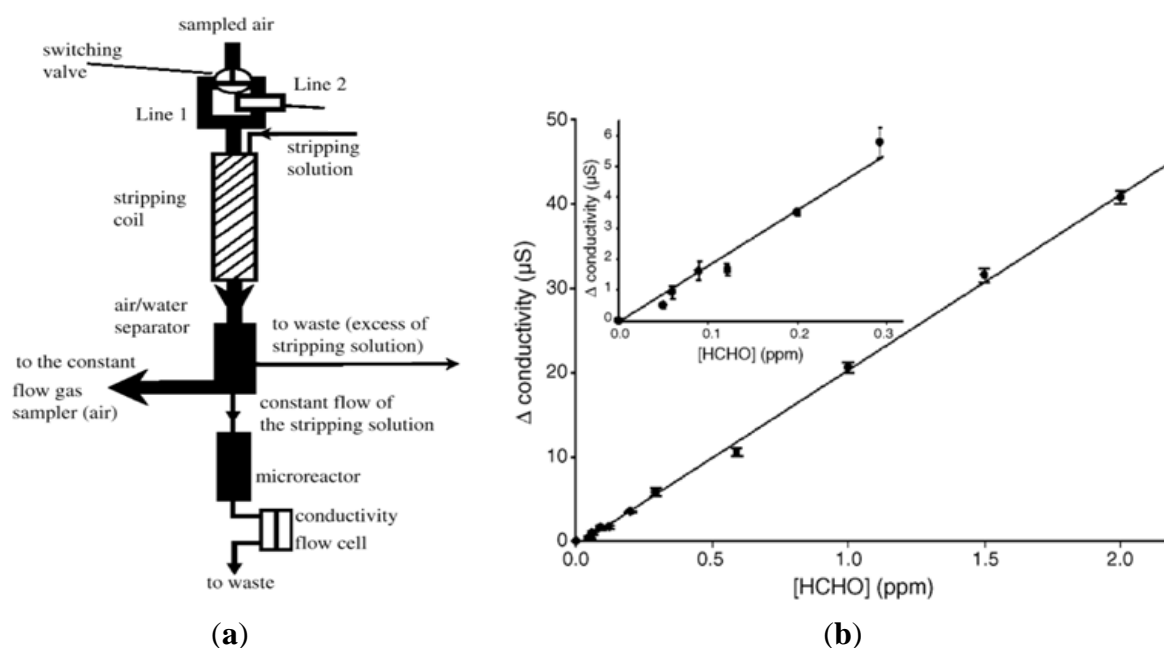 sampled air
switching
valve
Line 2
Line 1
stripping
solution
stripping
coil
air/water
separator
to waste (excess of
stripping solution)
to the constant
flow gas
sampler (air)
constant flow of
the stripping solution
microreactor
conductivity
flow cell
to waste
(a)
50
40
30
20
10
0
Δ conductivity (µS)
0.0 0.5 1.0 1.5 2.0
[HCHO] (ppm)
6
5
4
3
2
1
0
Δ conductivity (µS)
0.0 0.1 0.2 0.3
[HCHO] (ppm)
(b)